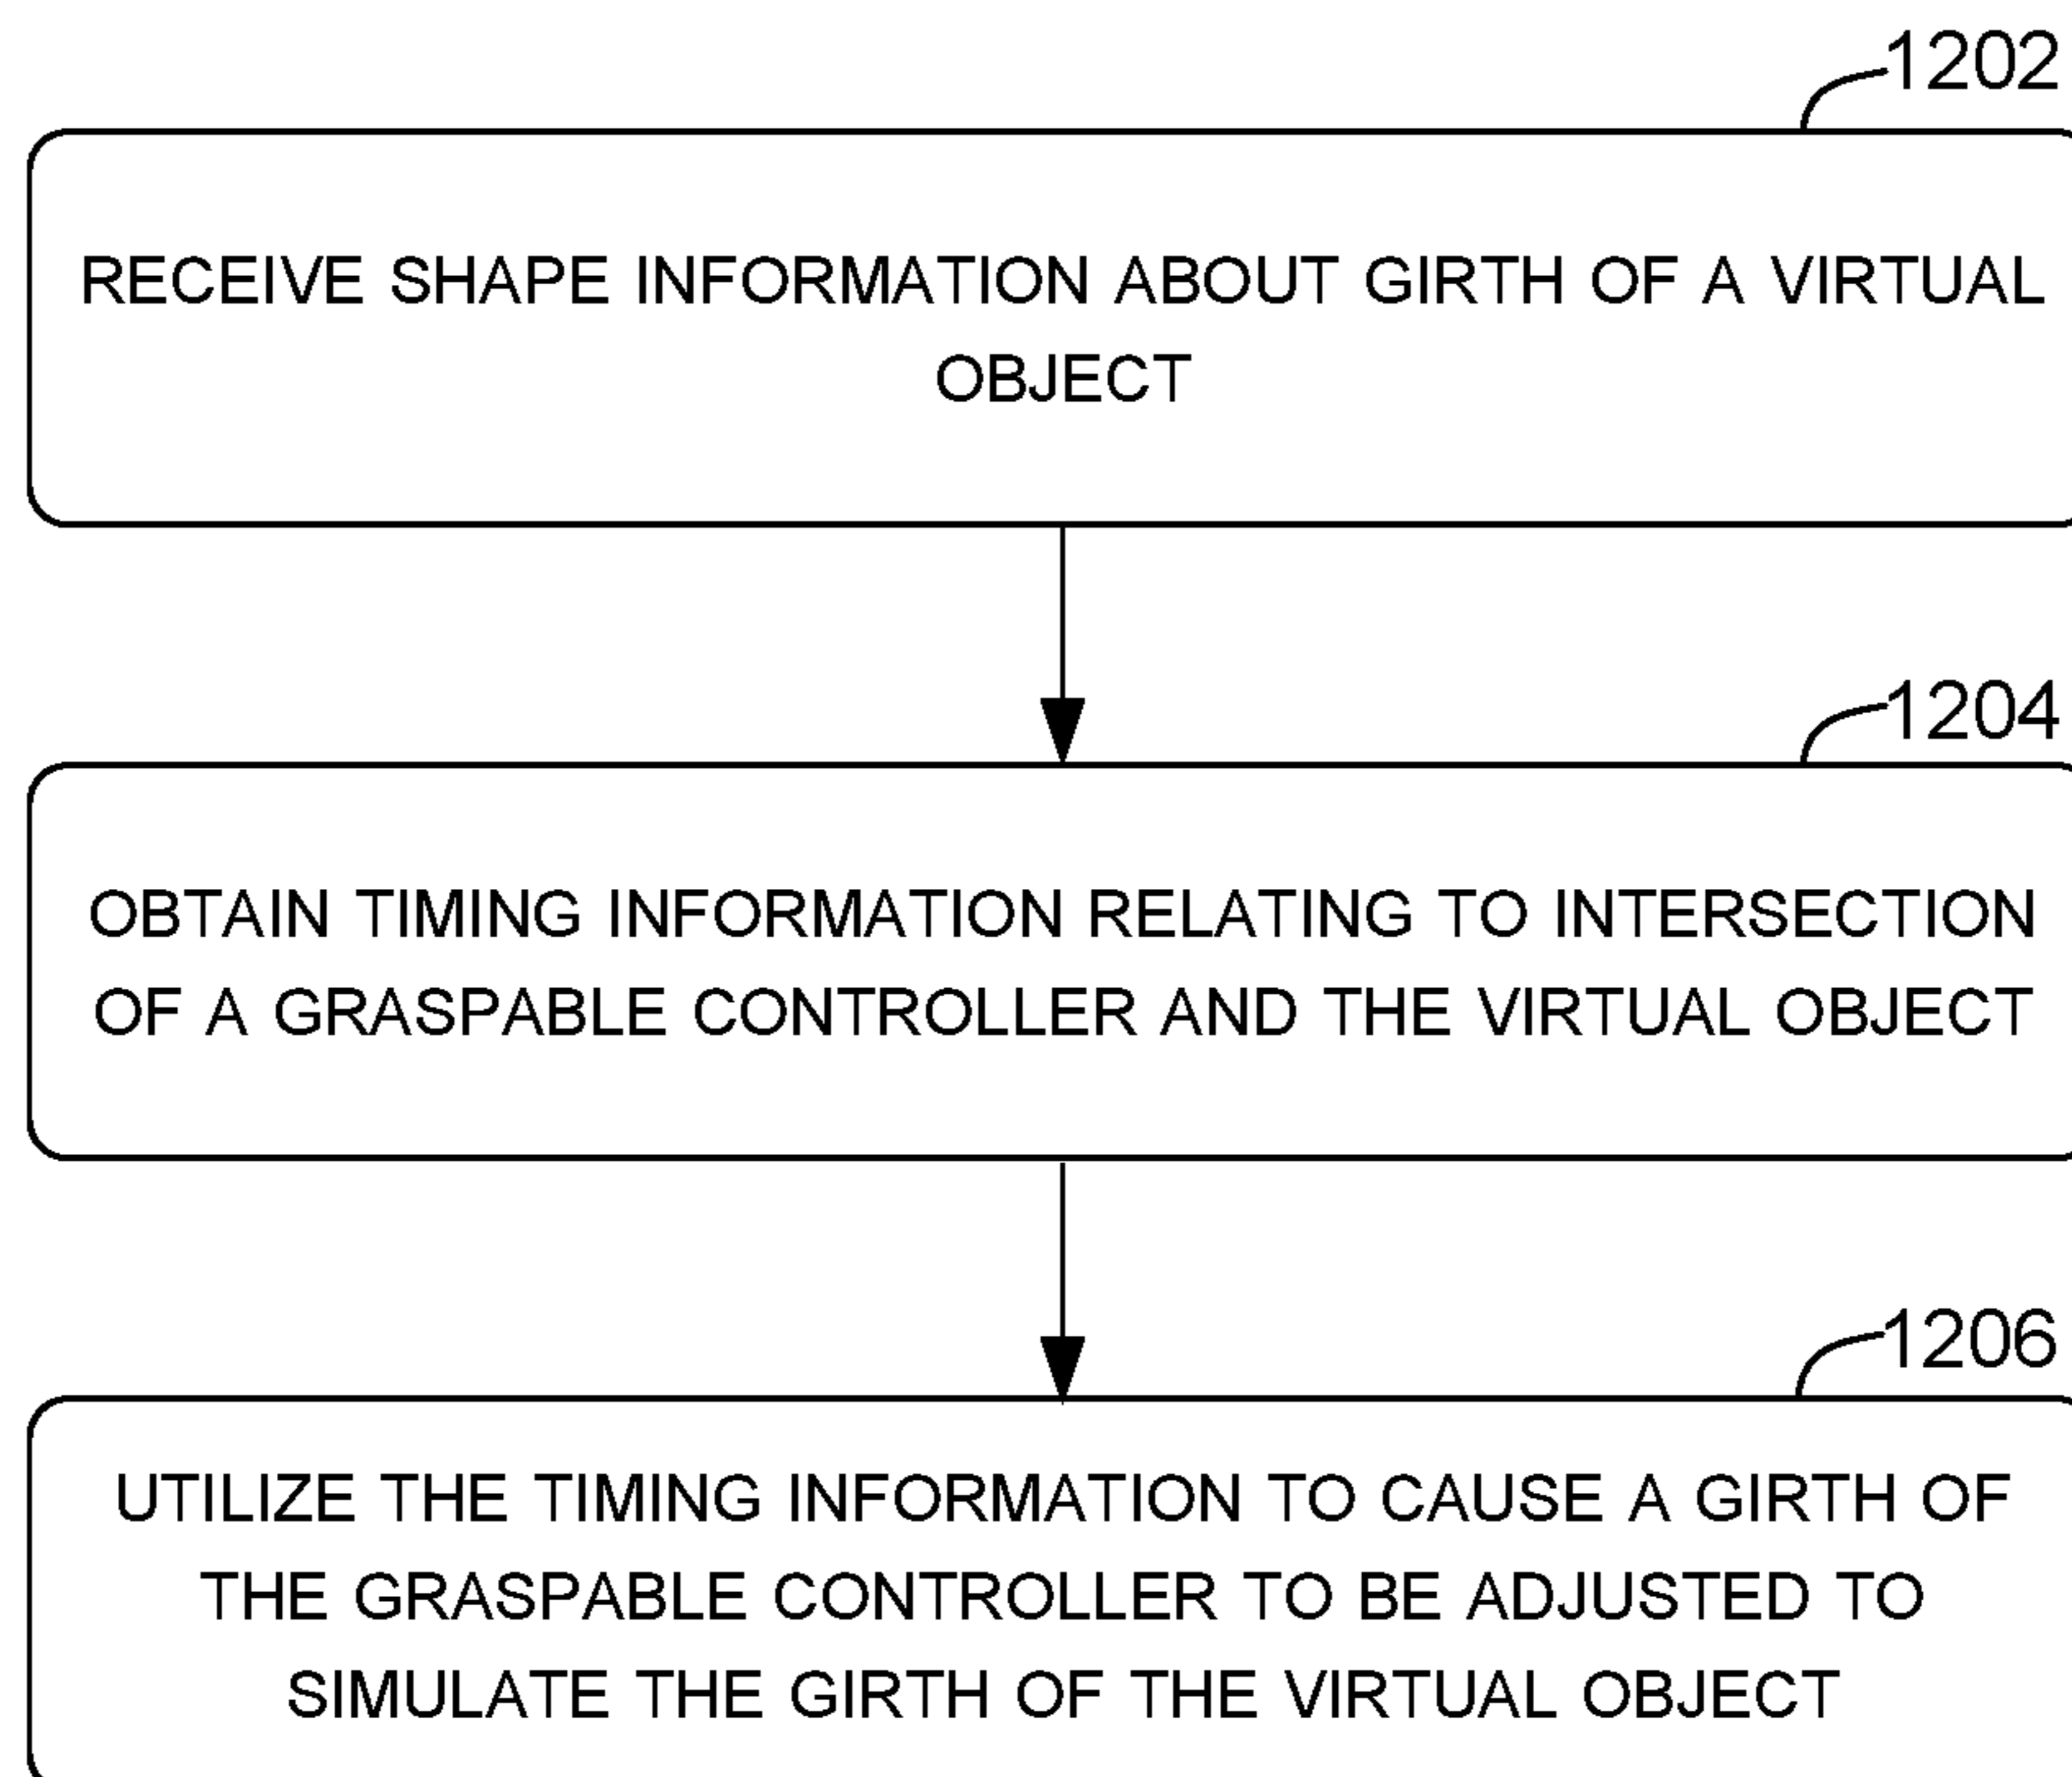 1202
RECEIVE SHAPE INFORMATION ABOUT GIRTH OF A VIRTUAL
OBJECT
1204
OBTAIN TIMING INFORMATION RELATING TO INTERSECTION
OF A GRASPABLE CONTROLLER AND THE VIRTUAL OBJECT
1206
UTILIZE THE TIMING INFORMATION TO CAUSE A GIRTH OF
THE GRASPABLE CONTROLLER TO BE ADJUSTED TO
SIMULATE THE GIRTH OF THE VIRTUAL OBJECT